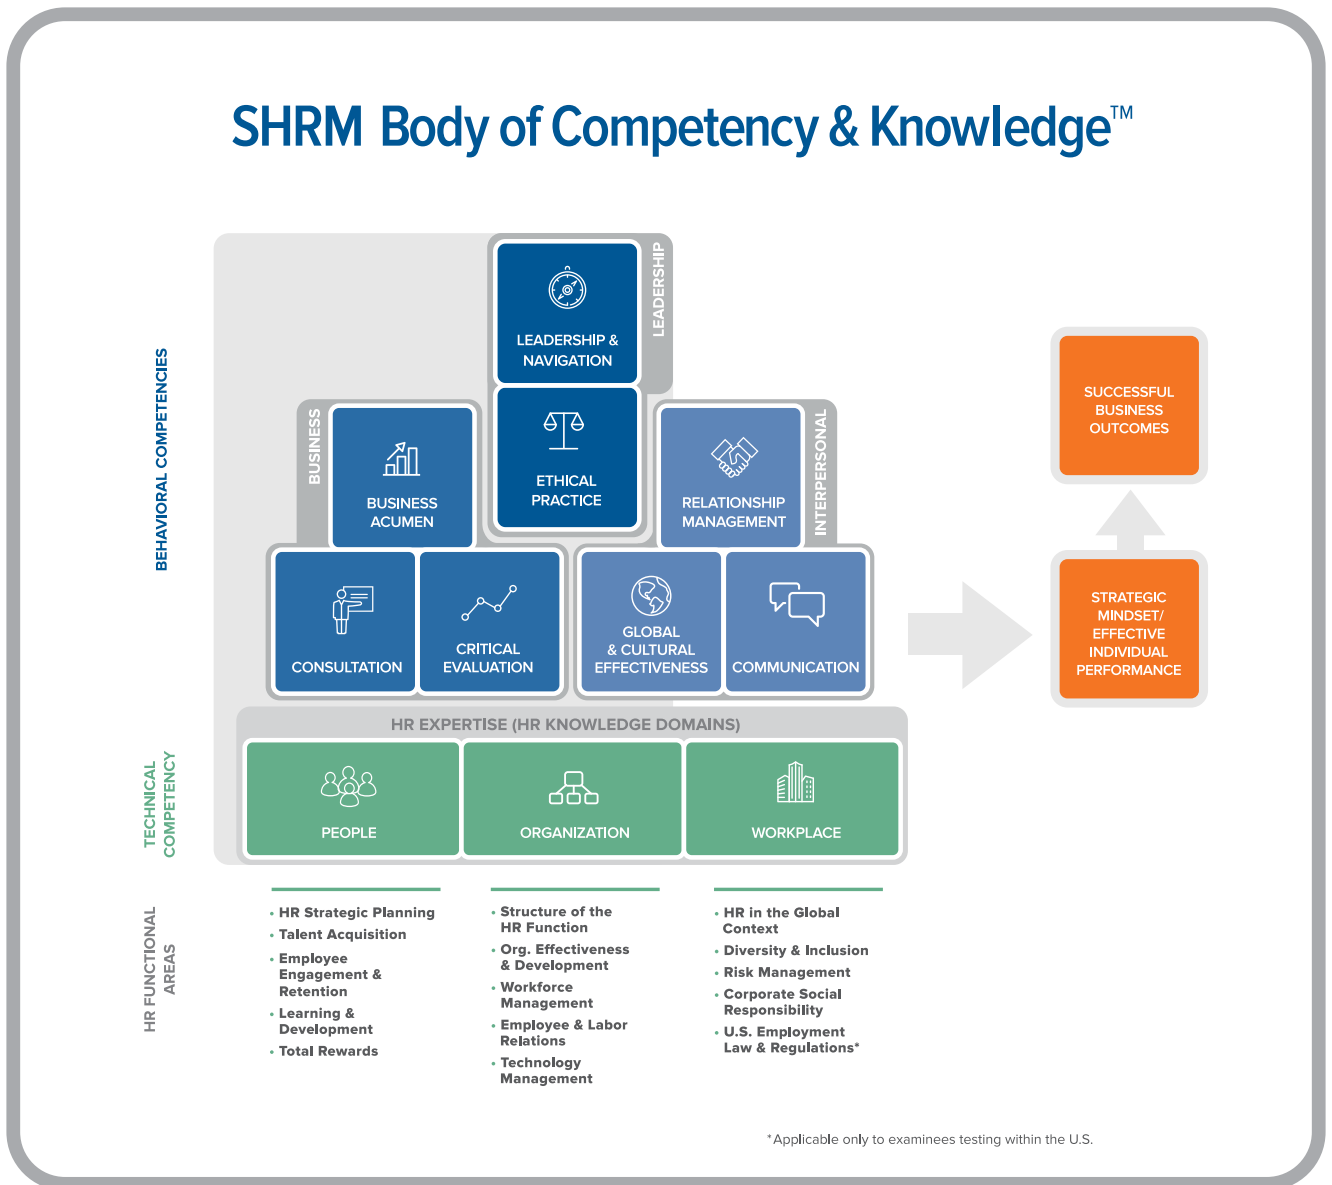 SHRM Body of Competency & Knowledge™
BEHAVIORAL COMPETENCIES
LEADERSHIP
LEADERSHIP &
NAVIGATION
ETHICAL
PRACTICE
BUSINESS
BUSINESS
ACUMEN
CONSULTATION
CRITICAL
EVALUATION
INTERPERSONAL
RELATIONSHIP
MANAGEMENT
GLOBAL
& CULTURAL
EFFECTIVENESS
COMMUNICATION
SUCCESSFUL
BUSINESS
OUTCOMES
STRATEGIC
MINDSET/
EFFECTIVE
INDIVIDUAL
PERFORMANCE
TECHNICAL
COMPETENCY
HR EXPERTISE (HR KNOWLEDGE DOMAINS)
PEOPLE
ORGANIZATION
WORKPLACE
HR FUNCTIONAL
AREAS
• HR Strategic Planning
• Talent Acquisition
• Employee
Engagement &
Retention
• Learning &
Development
• Total Rewards
• Structure of the
HR Function
• Org. Effectiveness
& Development
• Workforce
Management
• Employee & Labor
Relations
• Technology
Management
• HR in the Global
Context
• Diversity & Inclusion
• Risk Management
• Corporate Social
Responsibility
• U.S. Employment
Law & Regulations*
*Applicable only to examinees testing within the U.S.